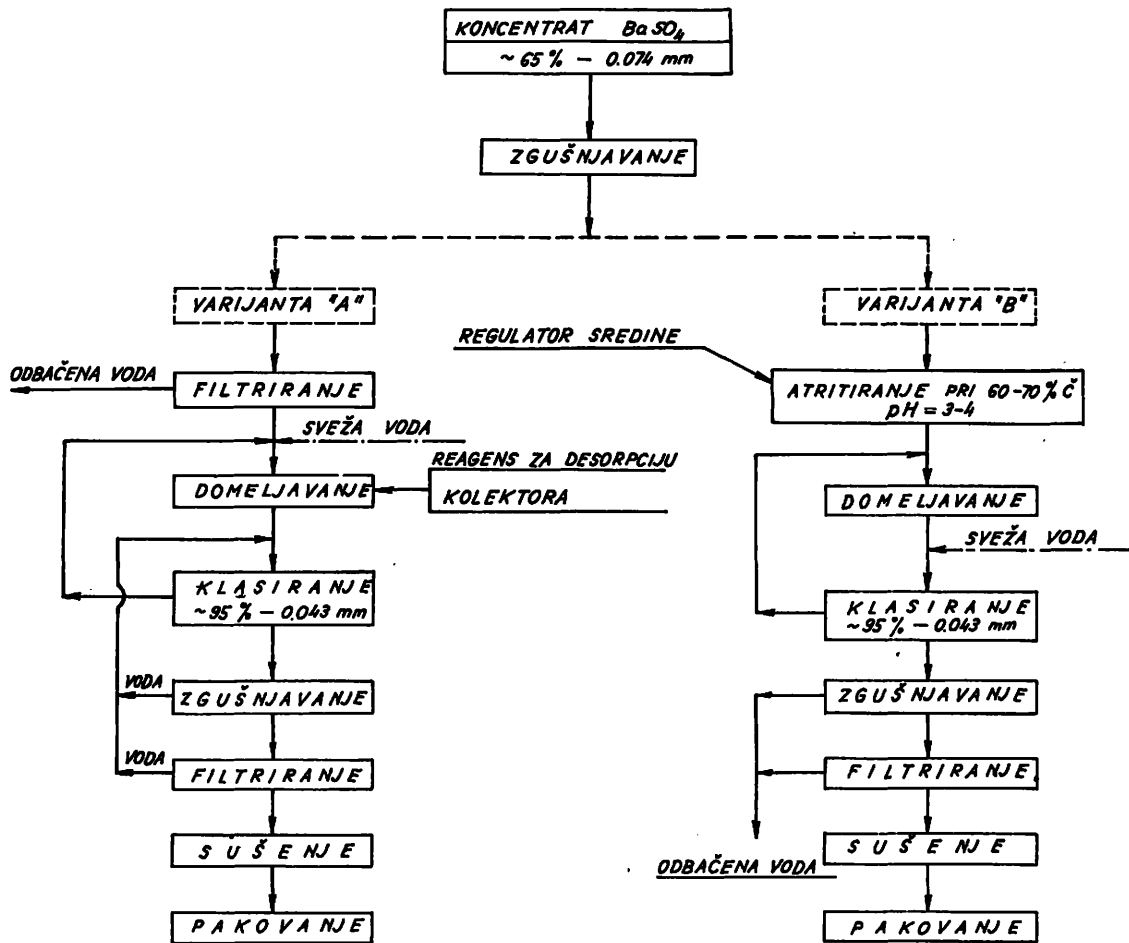 KONCENTRAT BaSO4
~ 65 % — 0.074 mm
ZGUŠNJAVANJE
VARIJANTA "A"
ODBAČENA VODA
FILTRIRANJE
SVEŽA VODA
REAGENS ZA DESORPCIJU
KOLEKTORA
DOMELJAVANJE
KLASIRANJE
~95 % — 0.043 mm
VODA
ZGUŠNJAVANJE
VODA
FILTRIRANJE
SUŠENJE
PAKOVANJE
VARIJANTA "B"
REGULATOR SREDINE
ATRITIRANJE PRI 60-70% Č
pH = 3-4
DOMELJAVANJE
SVEŽA VODA
KLASIRANJE
~95% — 0.043 mm
ZGUŠNJAVANJE
FILTRIRANJE
ODBAČENA VODA
SUŠENJE
PAKOVANJE